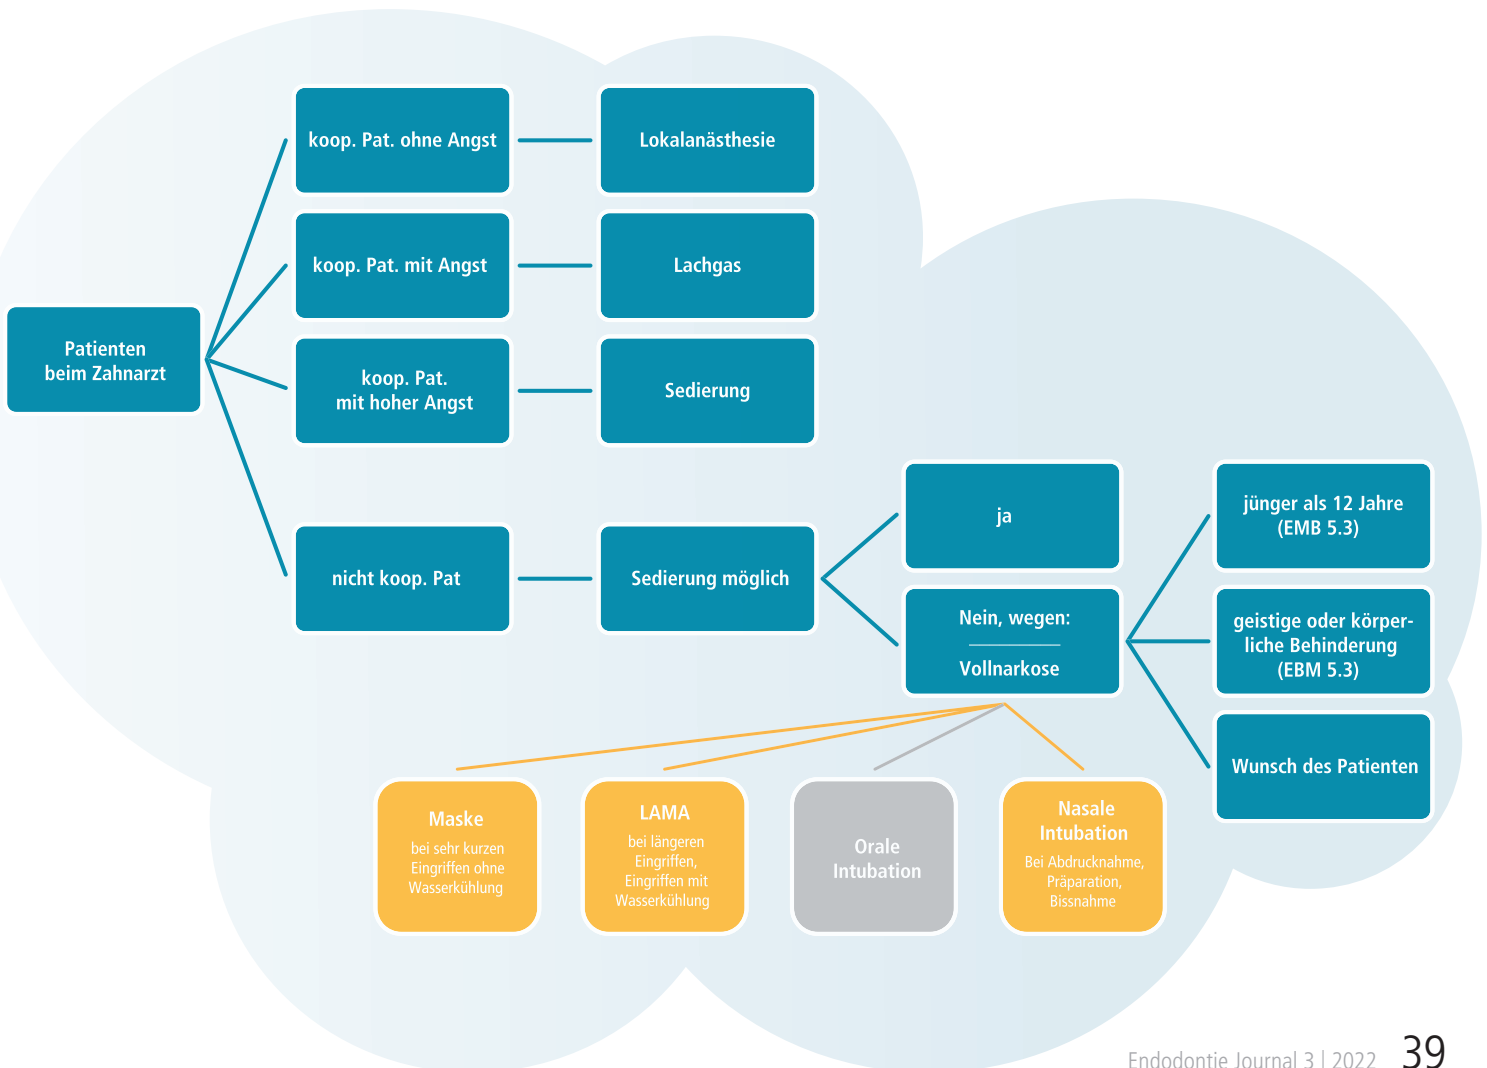 koop. Pat. ohne Angst
Lokalanästhesie
koop. Pat. mit Angst
Lachgas
Patienten
beim Zahnarzt
koop. Pat.
mit hoher Angst
Sedierung
nicht koop. Pat
Sedierung möglich
ja
Nein, wegen:
Vollnarkose
jünger als 12 Jahre
(EMB 5.3)
geistige oder körper-
liche Behinderung
(EBM 5.3)
Wunsch des Patienten
Maske
bei sehr kurzen
Eingriffen ohne
Wasserkühlung
LAMA
bei längeren
Eingriffen,
Eingriffen mit
Wasserkühlung
Orale
Intubation
Nasale
Intubation
Bei Abdrucknahme,
Präparation,
Bissnahme
Endodontie Journal 3 | 2022 39